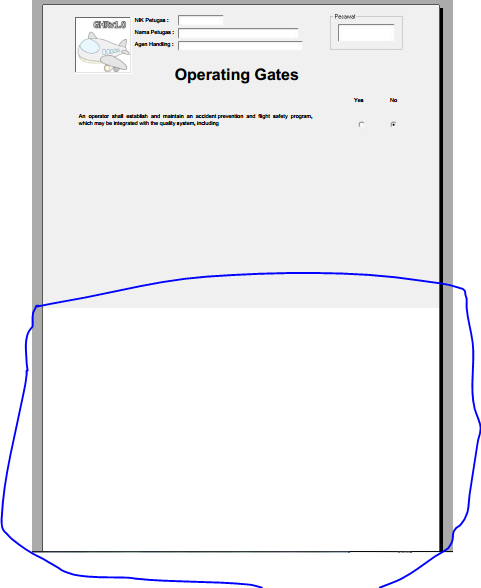 GHRv1.0
NIK Petugas :
Nama Petugas :
Agen Handling :
Pesawat
Operating Gates
Yes No
An operator shall establish and maintain an accident prevention and flight safety program,
which may be integrated with the quality system, including